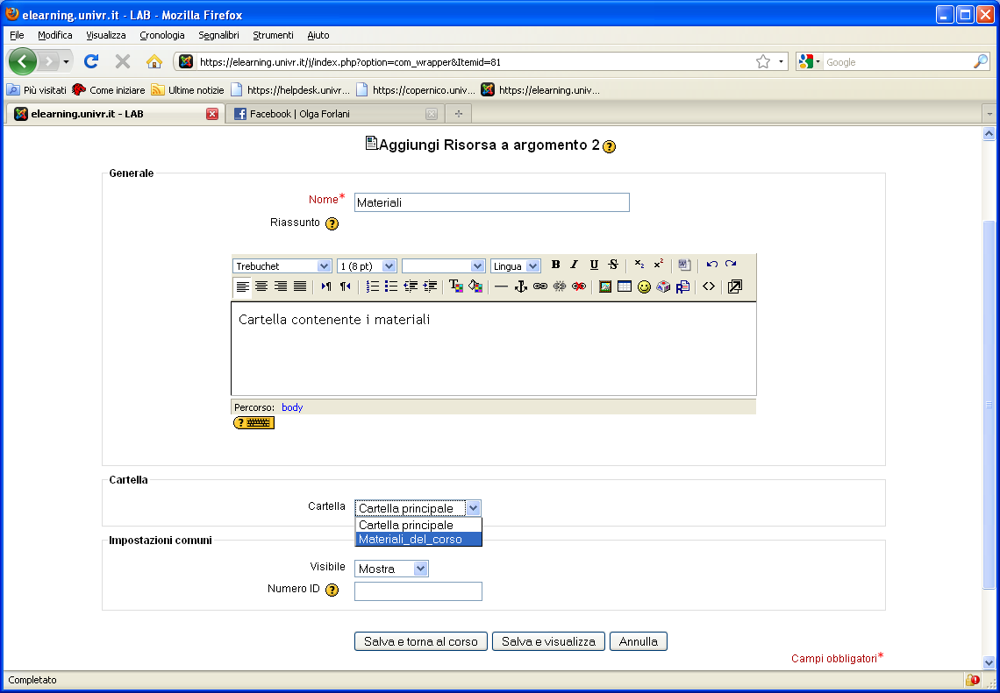 elearning.univr.it - LAB - Mozilla Firefox
File Modifica Visualizza Cronologia Segnalibri Strumenti Aiuto
https://elearning.univr.it/j/index.php?option=com_wrapper&Itemid=81 Google
Più visitati Come iniziare Ultime notizie https://helpdesk.univr... https://copernico.univ... https://elearning.univ...
elearning.univr.it - LAB Facebook | Olga Forlani
Aggiungi Risorsa a argomento 2 ?
Generale
Nome* Materiali
Riassunto ?
Trebuchet 1 (8 pt) Lingua B I U S x₂ x²
Cartella contenente i materiali
Percorso: body
?
Cartella
Cartella Cartella principale
Cartella principale
Materiali_del_corso
Impostazioni comuni
Visibile Mostra
Numero ID ?
Salva e torna al corso Salva e visualizza Annulla
Campi obbligatori*
Completato